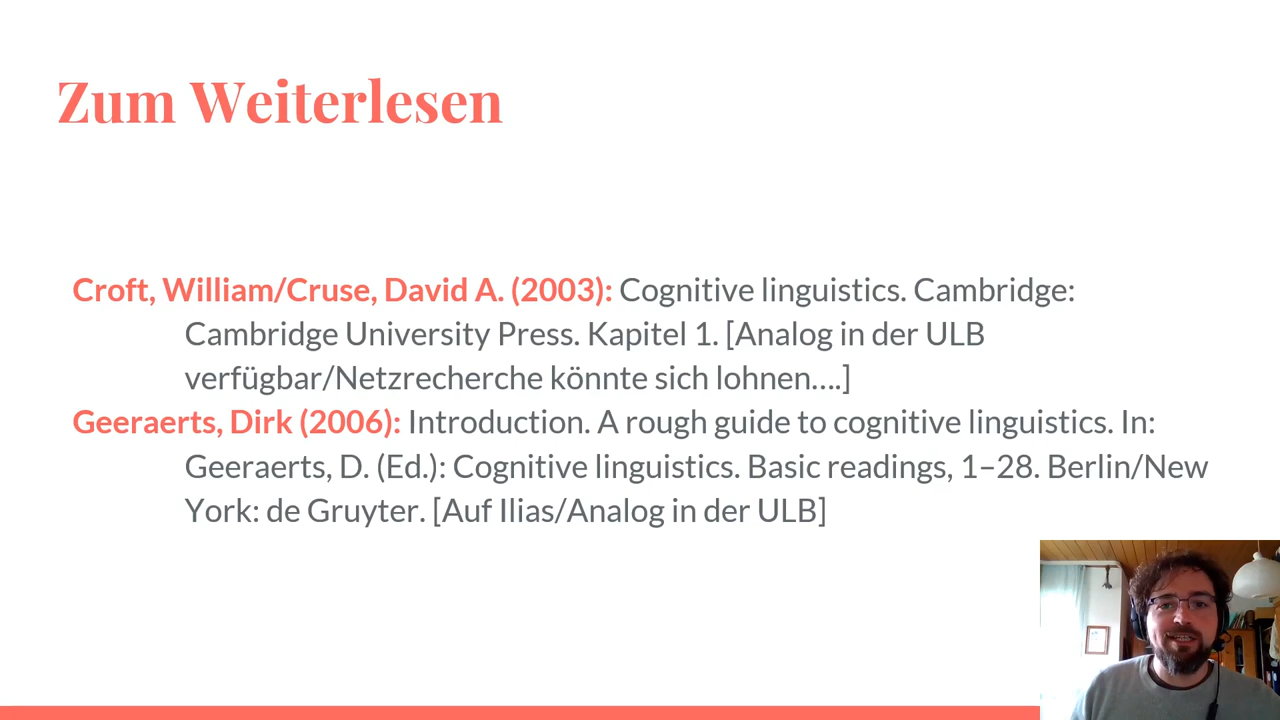 Zum Weiterlesen
Croft, William/Cruse, David A. (2003): Cognitive linguistics. Cambridge:
Cambridge University Press. Kapitel 1. [Analog in der ULB
verfügbar/Netzrecherche könnte sich lohnen….]
Geeraerts, Dirk (2006): Introduction. A rough guide to cognitive linguistics. In:
Geeraerts, D. (Ed.): Cognitive linguistics. Basic readings, 1–28. Berlin/New
York: de Gruyter. [Auf Ilias/Analog in der ULB]